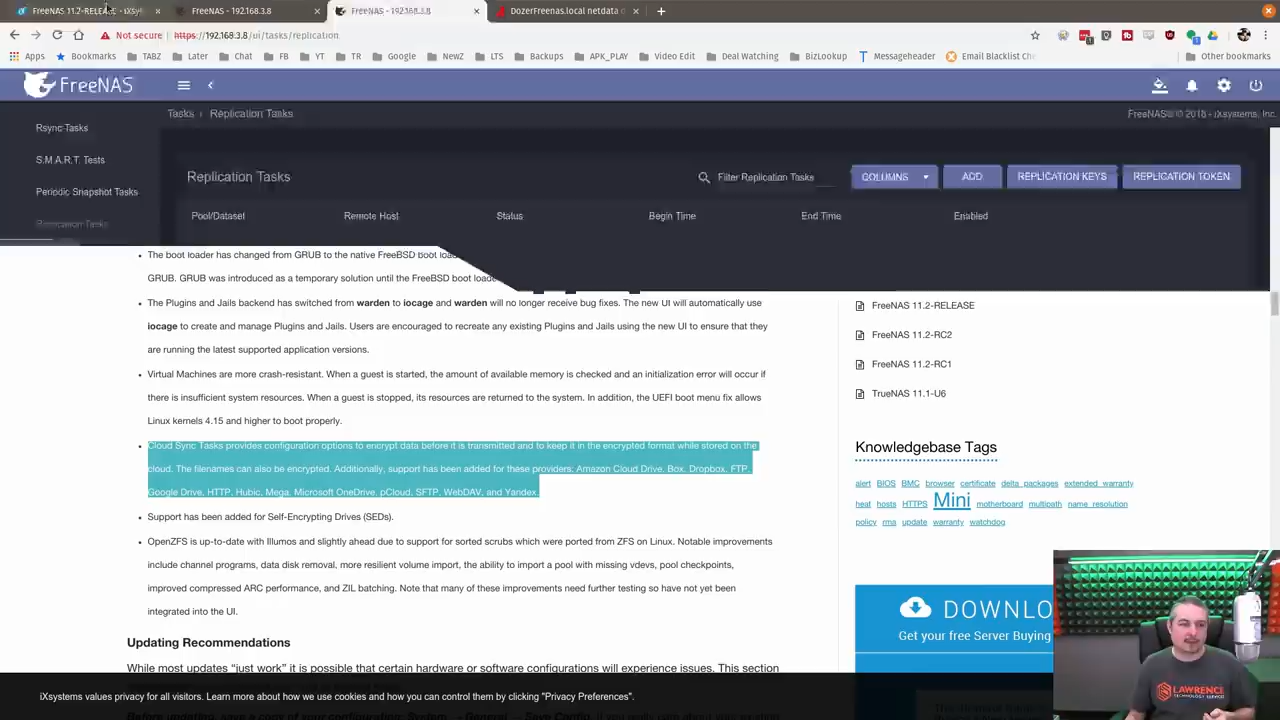 FreeNAS 11.2-RELEASE - iXsy
FreeNAS - 192.168.3.8
FreeNAS - 192.168.3.8
DozerFreenas.local netdata d
Not secure
https://192.168.3.8/ui/tasks/replication
Apps
Bookmarks
TABZ
Later
Chat
FB
YT
TR
Google
NewZ
LTS
Backups
APK_PLAY
Video Edit
Deal Watching
BizLookup
Messageheader
Email Blacklist Che
Other bookmarks
FreeNAS
Tasks
Replication Tasks
FreeNAS® © 2018 - iXsystems, Inc.
Rsync Tasks
S.M.A.R.T. Tests
Periodic Snapshot Tasks
Replication Tasks
Replication Tasks
Filter Replication Tasks
COLUMNS
ADD
REPLICATION KEYS
REPLICATION TOKEN
Pool/Dataset
Remote Host
Status
Begin Time
End Time
Enabled
The boot loader has changed from GRUB to the native FreeBSD boot
GRUB. GRUB was introduced as a temporary solution until the FreeBSD boot
The Plugins and Jails backend has switched from warden to iocage and warden will no longer receive bug fixes. The new UI will automatically use
iocage to create and manage Plugins and Jails. Users are encouraged to recreate any existing Plugins and Jails using the new UI to ensure that they
are running the latest supported application versions.
Virtual Machines are more crash-resistant. When a guest is started, the amount of available memory is checked and an initialization error will occur if
there is insufficient system resources. When a guest is stopped, its resources are returned to the system. In addition, the UEFI boot menu fix allows
Linux kernels 4.15 and higher to boot properly.
Cloud Sync Tasks provides configuration options to encrypt data before it is transmitted and to keep it in the encrypted format while stored on the
cloud. The filenames can also be encrypted. Additionally, support has been added for these providers: Amazon Cloud Drive, Box, Dropbox, FTP,
Google Drive, HTTP, Hubic, Mega, Microsoft OneDrive, pCloud, SFTP, WebDAV, and Yandex.
Support has been added for Self-Encrypting Drives (SEDs).
OpenZFS is up-to-date with Illumos and slightly ahead due to support for sorted scrubs which were ported from ZFS on Linux. Notable improvements
include channel programs, data disk removal, more resilient volume import, the ability to import a pool with missing vdevs, pool checkpoints,
improved compressed ARC performance, and ZIL batching. Note that many of these improvements need further testing so have not yet been
integrated into the UI.
Updating Recommendations
While most updates “just work” it is possible that certain hardware or software configurations will experience issues. This section
FreeNAS 11.2-RELEASE
FreeNAS 11.2-RC2
FreeNAS 11.2-RC1
TrueNAS 11.1-U6
Knowledgebase Tags
alert BIOS BMC browser certificate delta packages extended warranty
heat hosts HTTPS Mini motherboard multipath name resolution
policy rma update warranty watchdog
DOWNLO
Get your free Server Buying
iXsystems values privacy for all visitors. Learn more about how we use cookies and how you can control them by clicking "Privacy Preferences".
LAWRENCE